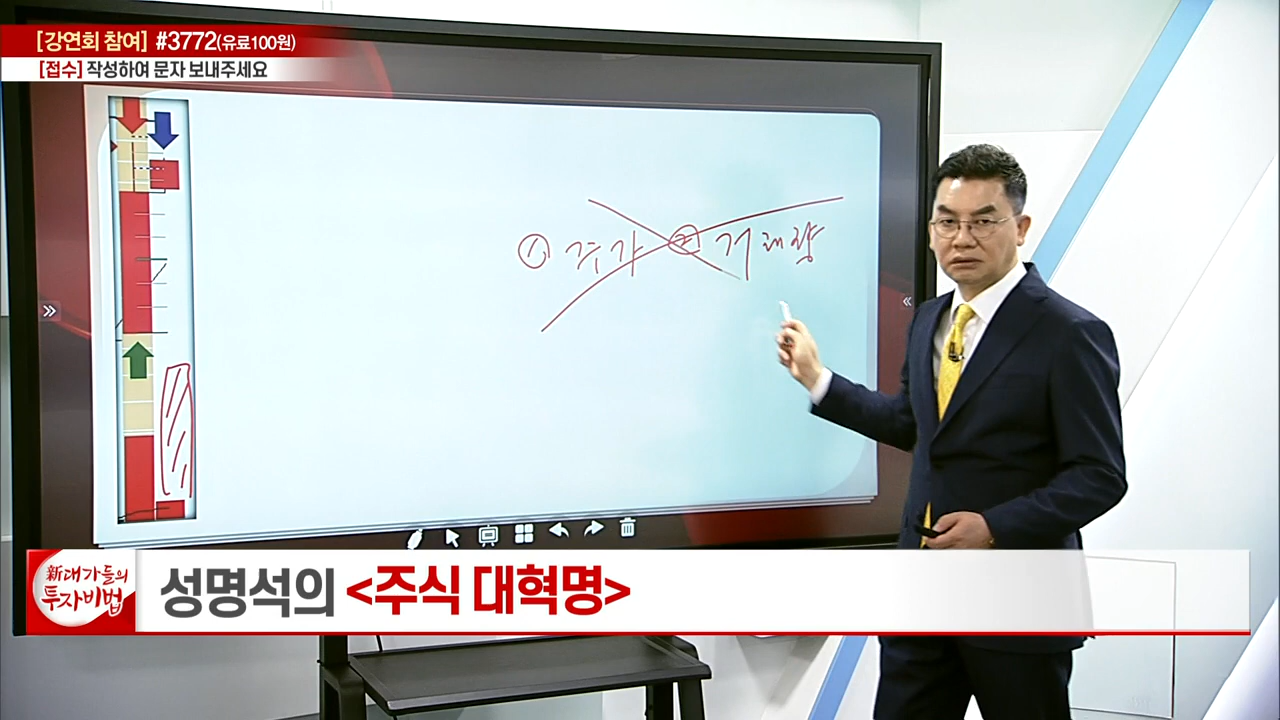 [강연회 참여] #3772(유료100원)
[접수] 작성하여 문자 보내주세요
① 주가 ② 거래량
新대가들의
투자비법
성명석의 <주식 대혁명>